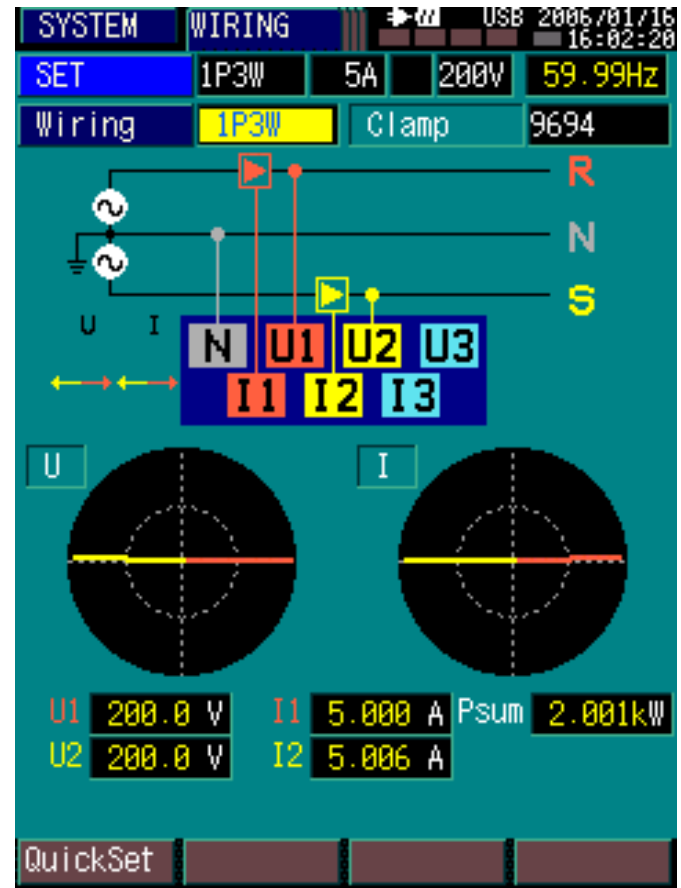 SYSTEM WIRING USB 2006/01/16
16:02:20
SET 1P3W 5A 200V 59.99Hz
Wiring 1P3W Clamp 9694
R
N
S
U I
N U1 U2 U3
I1 I2 I3
U I
U1 200.0 V I1 5.000 A Psum 2.001kW
U2 200.0 V I2 5.006 A
QuickSet